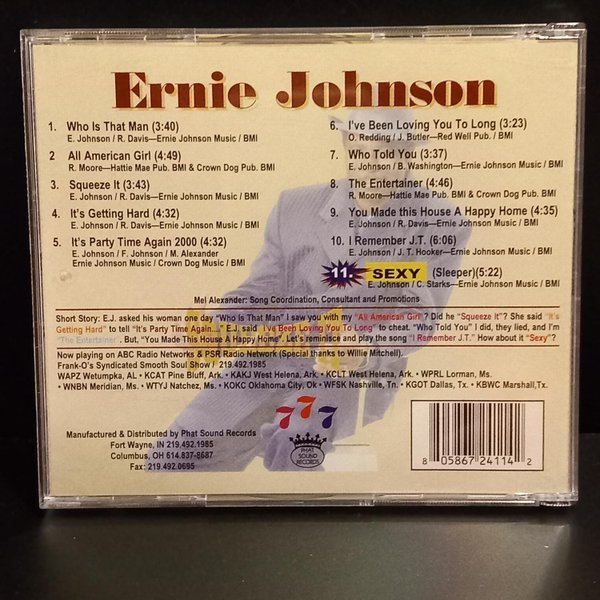 Ernie Johnson
1. Who Is That Man (3:40)
E. Johnson / R. Davis—Ernie Johnson Music / BMI
2 All American Girl (4:49)
R. Moore—Hattie Mae Pub. BMI & Crown Dog Pub. BMI
3. Squeeze It (3:43)
E. Johnson / R. Davis—Ernie Johnson Music / BMI
4. It's Getting Hard (4:32)
E. Johnson / R. Davis—Ernie Johnson Music / BMI
5. It's Party Time Again 2000 (4:32)
E. Johnson / F. Johnson / M. Alexander
Ernie Johnson Music / Crown Dog Music / BMI
6. I've Been Loving You To Long (3:23)
O. Redding / J. Butler—Red Well Pub. / BMI
7. Who Told You (3:37)
E. Johnson / B. Washington—Ernie Johnson Music / BMI
8. The Entertainer (4:46)
R. Moore—Hattie Mae Pub. / BMI & Crown Dog Music / BMI
9. You Made this House A Happy Home (4:35)
E. Johnson / R. Davis—Ernie Johnson Music / BMI
10. I Remember J.T. (6:06)
E. Johnson / J. T. Hooker—Ernie Johnson Music / BMI
11. SEXY (Sleeper)(5:22)
E. Johnson / C. Starks—Ernie Johnson Music / BMI
Mel Alexander: Song Coordination, Consultant and Promotions
Short Story: E.J. asked his woman one day "Who Is That Man" I saw you with my "All American Girl"? Did he "Squeeze It"? She said "It's
Getting Hard" to tell "It's Party Time Again...." E.J. said, I've Been Loving You To Long" to cheat. "Who Told You" I did, they lied, and I'm
"The Entertainer". But, "You Made This House A Happy Home". Let's reminisce and play the song "I Remember J.T." How about it "Sexy"?
Now playing on ABC Radio Networks & PSR Radio Network (Special thanks to Willie Mitchell).
Frank-O's Syndicated Smooth Soul Show / 219.492.1985
WAPZ Wetumpka, AL • KCAT Pine Bluff, Ark. • KAKJ West Helena, Ark. • KCLT West Helena, Ark. • WPRL Lorman, Ms.
• WNBN Meridian, Ms. • WTYJ Natchez, Ms. • KOKC Oklahoma City, Ok • WFSK Nashville, Tn. • KGOT Dallas, Tx. • KBWC Marshall,Tx.
777
Manufactured & Distributed by Phat Sound Records
Fort Wayne, IN 219.492.1985
Columbus, OH 614.837-8687
Fax: 219.492.0695
PHAT
SOUND
RECORDS
8 05867 24114 2